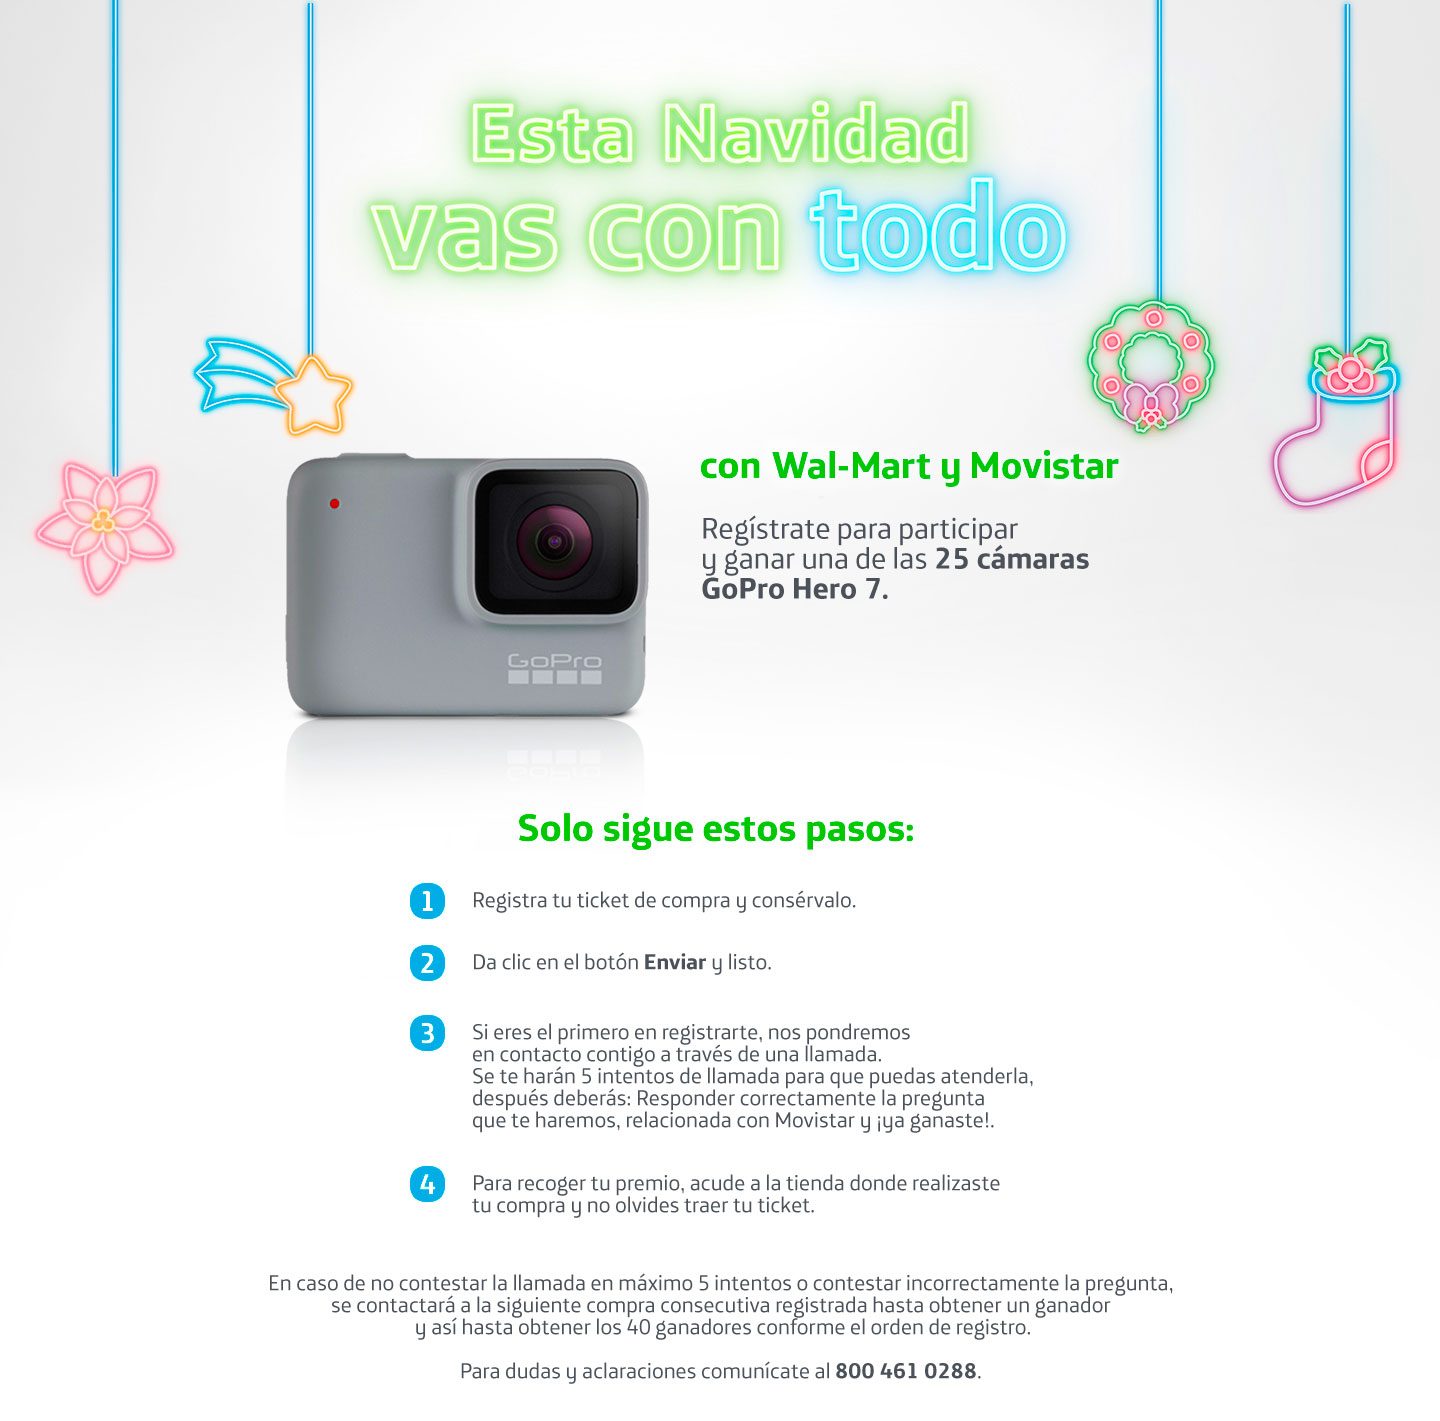 Esta Navidad
vas con todo
con Wal-Mart y Movistar
Regístrate para participar
y ganar una de las 25 cámaras
GoPro Hero 7.
GoPro
Solo sigue estos pasos:
1 Registra tu ticket de compra y consérvalo.
2 Da clic en el botón Enviar y listo.
3 Si eres el primero en registrarte, nos pondremos
en contacto contigo a través de una llamada.
Se te harán 5 intentos de llamada para que puedas atenderla,
después deberás: Responder correctamente la pregunta
que te haremos, relacionada con Movistar y ¡ya ganaste!.
4 Para recoger tu premio, acude a la tienda donde realizaste
tu compra y no olvides traer tu ticket.
En caso de no contestar la llamada en máximo 5 intentos o contestar incorrectamente la pregunta,
se contactará a la siguiente compra consecutiva registrada hasta obtener un ganador
y así hasta obtener los 40 ganadores conforme el orden de registro.
Para dudas y aclaraciones comunícate al 800 461 0288.